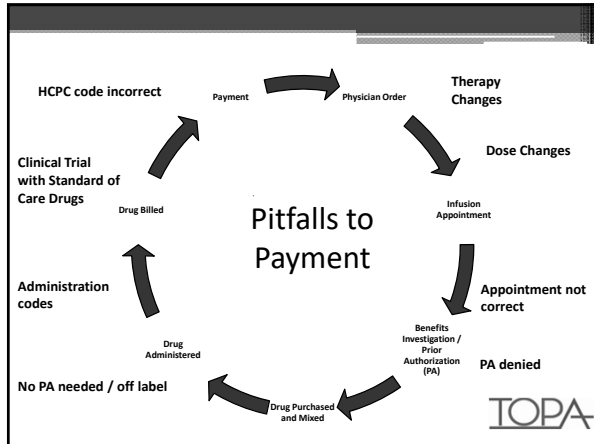 HCPC code incorrect
Payment
Physician Order
Therapy
Changes
Dose Changes
Clinical Trial
with Standard of
Care Drugs
Drug Billed
Pitfalls to
Payment
Infusion
Appointment
Administration
codes
Appointment not
correct
Drug
Administered
Benefits
Investigation /
Prior
Authorization
(PA)
PA denied
No PA needed / off label
Drug Purchased
and Mixed
TOPA